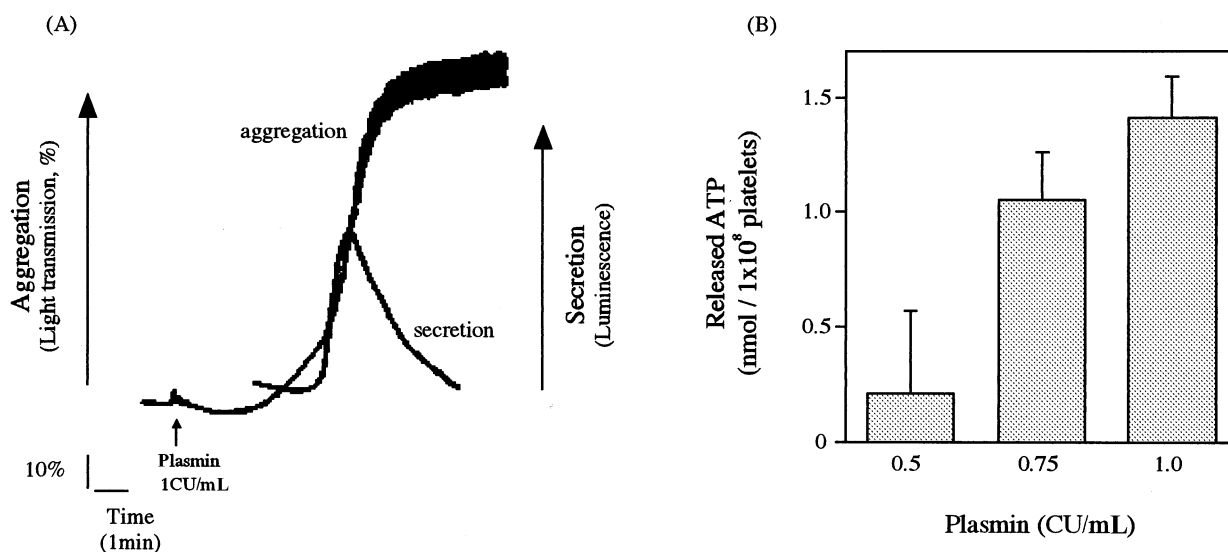 (A)
Aggregation
(Light transmission, %)
aggregation
secretion
Secretion
(Luminescence)
Plasmin
1CU/mL
10%
Time
(1min)
(B)
Released ATP
(nmol / 1x10⁸ platelets)
1.5
1.0
0.5
0
0.5 0.75 1.0
Plasmin (CU/mL)